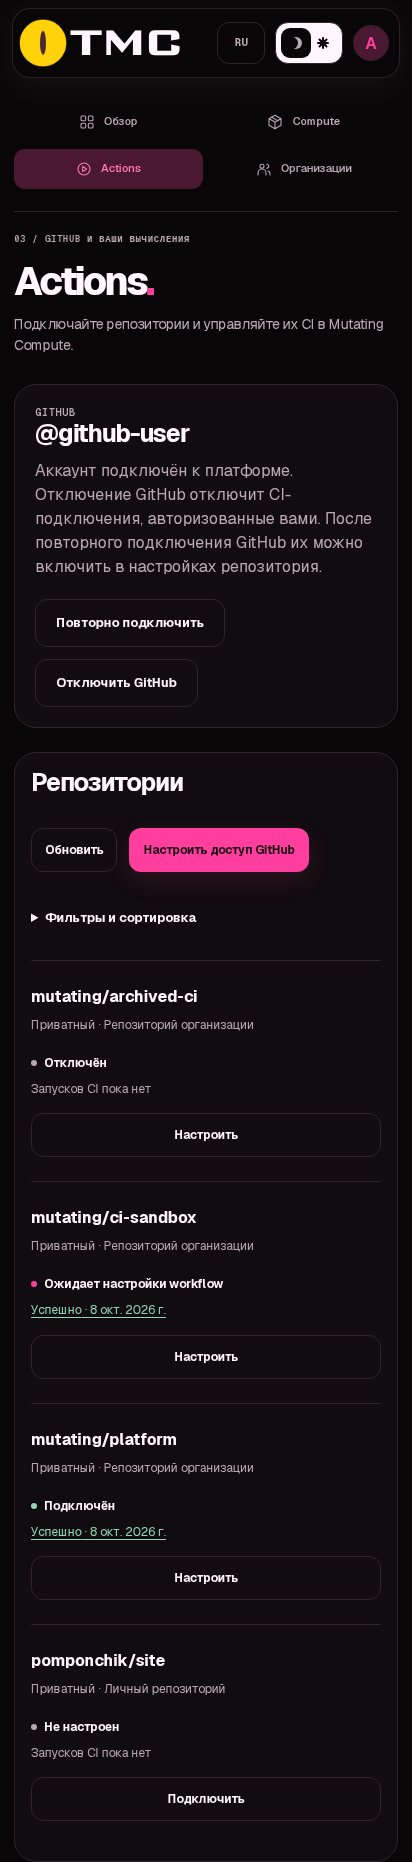 TMC
RU
A
Обзор
Compute
Actions
Организации
03 / GITHUB И ВАШИ ВЫЧИСЛЕНИЯ
Actions.
Подключайте репозитории и управляйте их CI в Mutating
Compute.
GITHUB
@github-user
Аккаунт подключён к платформе.
Отключение GitHub отключит CI-
подключения, авторизованные вами. После
повторного подключения GitHub их можно
включить в настройках репозитория.
Повторно подключить
Отключить GitHub
Репозитории
Обновить
Настроить доступ GitHub
Фильтры и сортировка
mutating/archived-ci
Приватный · Репозиторий организации
Отключён
Запусков CI пока нет
Настроить
mutating/ci-sandbox
Приватный · Репозиторий организации
Ожидает настройки workflow
Успешно · 8 окт. 2026 г.
Настроить
mutating/platform
Приватный · Репозиторий организации
Подключён
Успешно · 8 окт. 2026 г.
Настроить
pomponchik/site
Приватный · Личный репозиторий
Не настроен
Запусков CI пока нет
Подключить